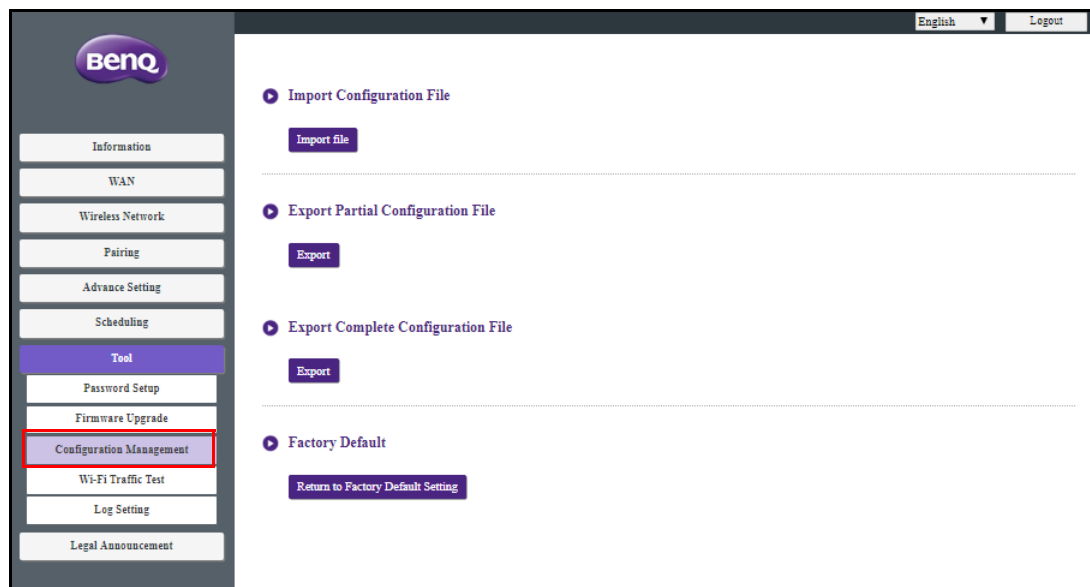 English ▼
Logout
BenQ
Information
WAN
Wireless Network
Pairing
Advance Setting
Scheduling
Tool
Password Setup
Firmware Upgrade
Configuration Management
Wi-Fi Traffic Test
Log Setting
Legal Announcement
Import Configuration File
Import file
Export Partial Configuration File
Export
Export Complete Configuration File
Export
Factory Default
Return to Factory Default Setting